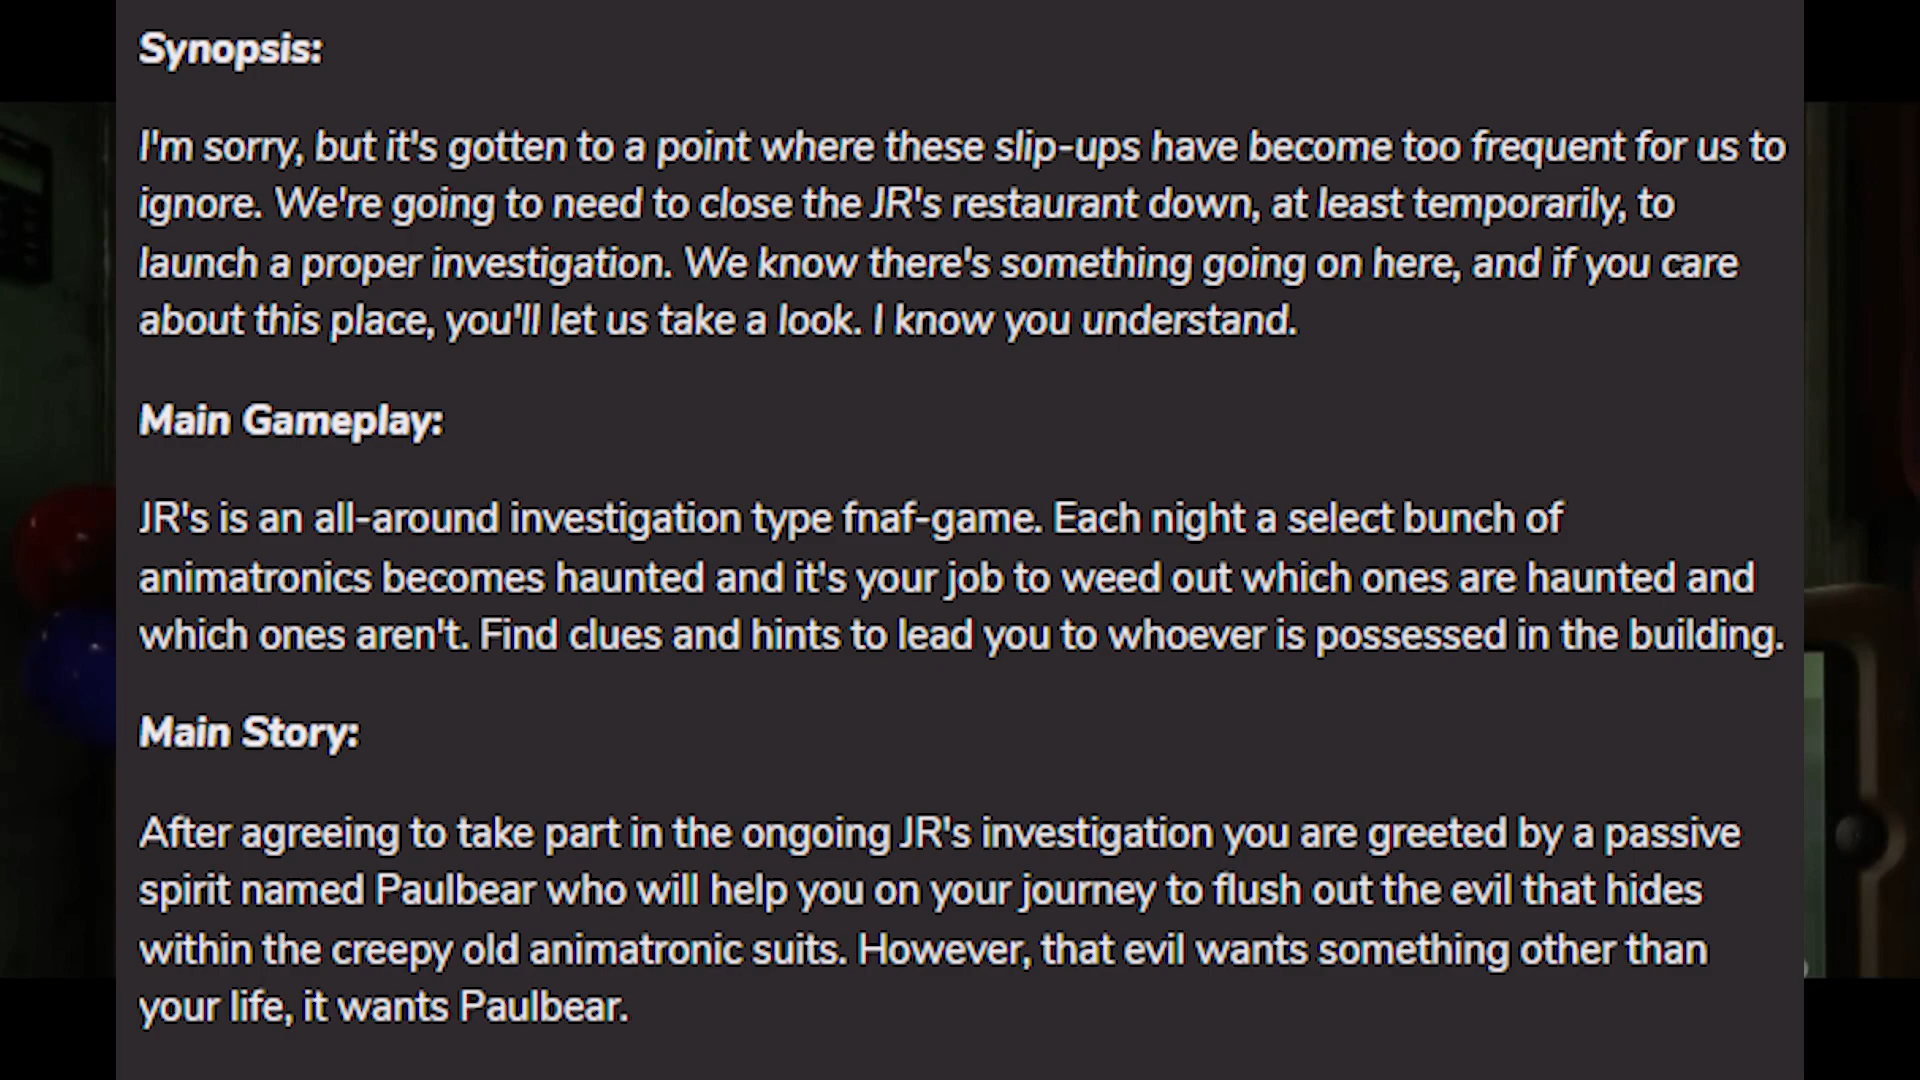 Synopsis:
I'm sorry, but it's gotten to a point where these slip-ups have become too frequent for us to
ignore. We're going to need to close the JR's restaurant down, at least temporarily, to
launch a proper investigation. We know there's something going on here, and if you care
about this place, you'll let us take a look. I know you understand.
Main Gameplay:
JR's is an all-around investigation type fnaf-game. Each night a select bunch of
animatronics becomes haunted and it's your job to weed out which ones are haunted and
which ones aren't. Find clues and hints to lead you to whoever is possessed in the building.
Main Story:
After agreeing to take part in the ongoing JR's investigation you are greeted by a passive
spirit named Paulbear who will help you on your journey to flush out the evil that hides
within the creepy old animatronic suits. However, that evil wants something other than
your life, it wants Paulbear.